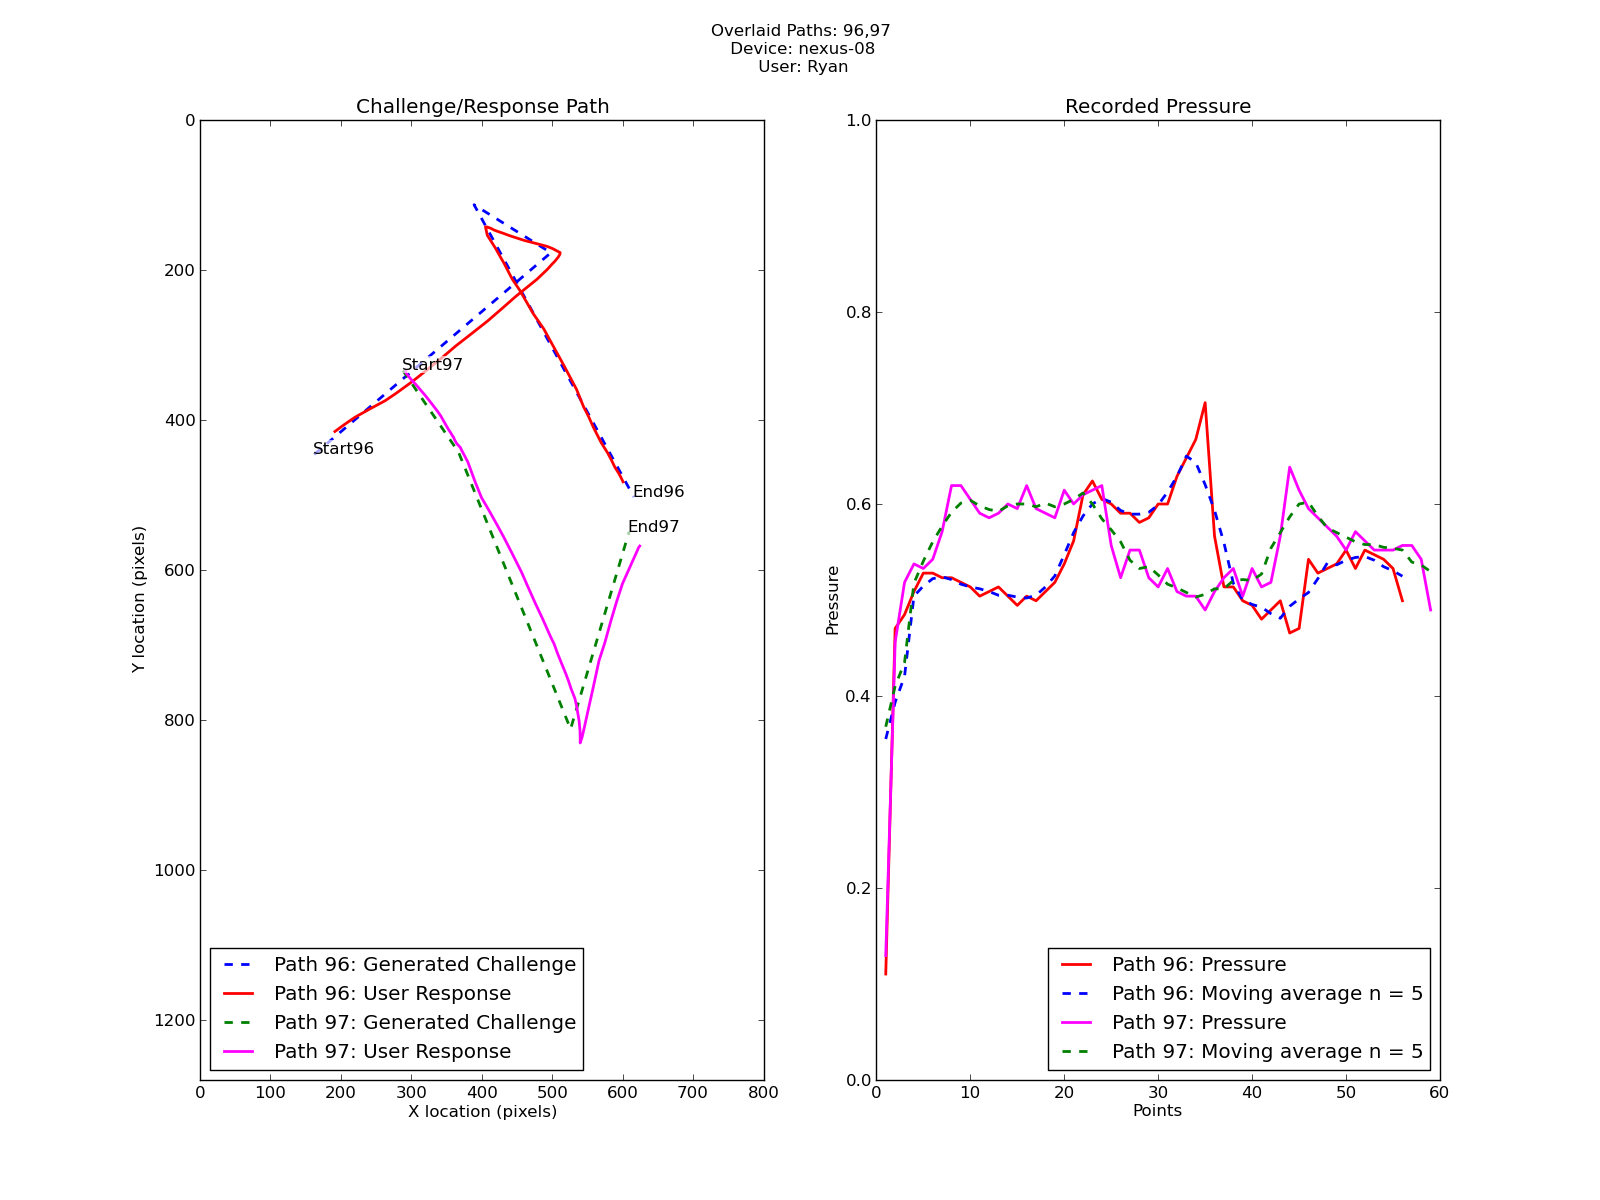 Overlaid Paths: 96,97
Device: nexus-08
User: Ryan
Challenge/Response Path
0
200
400
600
800
1000
1200
Y location (pixels)
Start97
Start96
End96
End97
Path 96: Generated Challenge
Path 96: User Response
Path 97: Generated Challenge
Path 97: User Response
0 100 200 300 400 500 600 700 800
X location (pixels)
Recorded Pressure
1.0
0.8
0.6
0.4
0.2
0.0
Pressure
Path 96: Pressure
Path 96: Moving average n = 5
Path 97: Pressure
Path 97: Moving average n = 5
0 10 20 30 40 50 60
Points